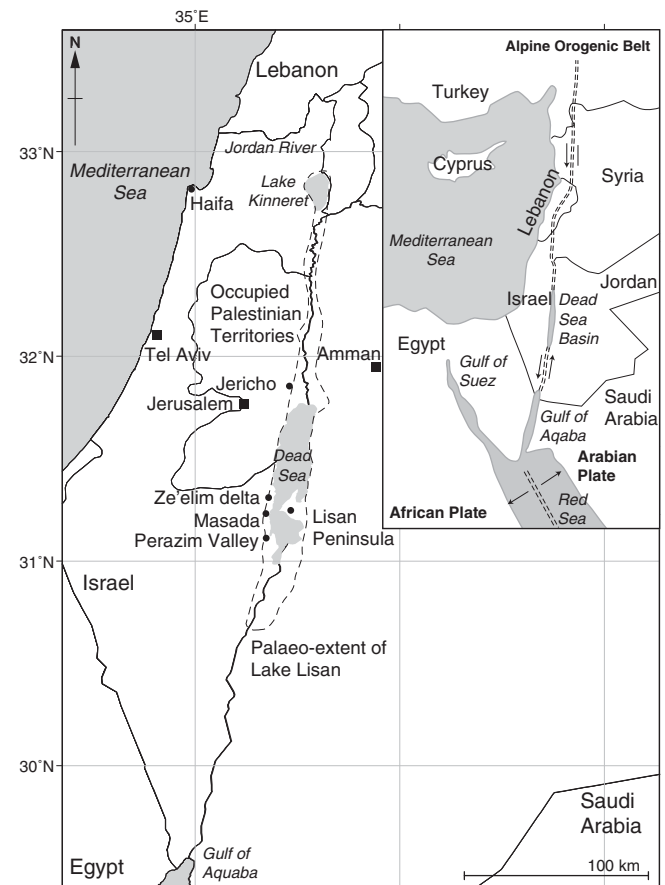 35˚E
N
Lebanon
Jordan River
33˚N
Mediterranean
Sea
Lake
Kinneret
Haifa
Occupied
Palestinian
Territories
32˚N
Tel Aviv
Amman
Jericho
Jerusalem
Dead
Sea
Ze'elim delta
Masada
Perazim Valley
Lisan
Peninsula
31˚N
Israel
Palaeo-extent of
Lake Lisan
30˚N
Saudi
Arabia
Egypt
Gulf of
Aquaba
100 km
Alpine Orogenic Belt
Turkey
Cyprus
Syria
Lebanon
Mediterranean
Sea
Jordan
Israel
Dead
Sea
Basin
Egypt
Gulf of
Suez
Saudi
Arabia
Gulf of
Aqaba
Arabian
Plate
African Plate
Red
Sea